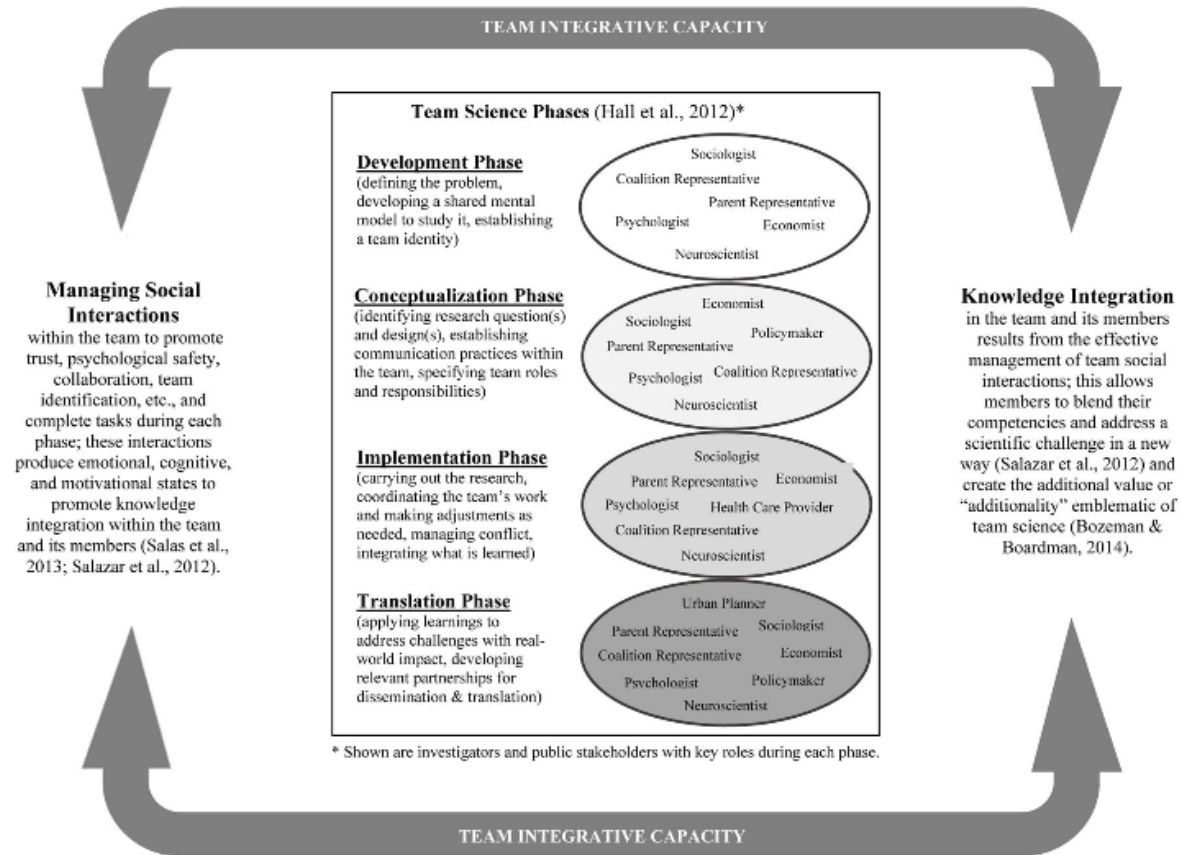 TEAM INTEGRATIVE CAPACITY
Team Science Phases (Hall et al., 2012)*
Development Phase
(defining the problem,
developing a shared mental
model to study it, establishing
a team identity)
Sociologist
Coalition Representative
Parent Representative
Psychologist
Economist
Neuroscientist
Conceptualization Phase
(identifying research question(s)
and design(s), establishing
communication practices within
the team, specifying team roles
and responsibilities)
Economist
Sociologist
Policymaker
Parent Representative
Psychologist
Coalition Representative
Neuroscientist
Implementation Phase
(carrying out the research,
coordinating the team's work
and making adjustments as
needed, managing conflict,
integrating what is learned)
Sociologist
Parent Representative
Economist
Psychologist
Health Care Provider
Coalition Representative
Neuroscientist
Translation Phase
(applying learnings to
address challenges with real-
world impact, developing
relevant partnerships for
dissemination & translation)
Urban Planner
Parent Representative
Sociologist
Coalition Representative
Economist
Psychologist
Policymaker
Neuroscientist
* Shown are investigators and public stakeholders with key roles during each phase.
Managing Social
Interactions
within the team to promote
trust, psychological safety,
collaboration, team
identification, etc., and
complete tasks during each
phase; these interactions
produce emotional, cognitive,
and motivational states to
promote knowledge
integration within the team
and its members (Salas et al.,
2013; Salazar et al., 2012).
Knowledge Integration
in the team and its members
results from the effective
management of team social
interactions; this allows
members to blend their
competencies and address a
scientific challenge in a new
way (Salazar et al., 2012) and
create the additional value or
“additionality” emblematic of
team science (Bozeman &
Boardman, 2014).
TEAM INTEGRATIVE CAPACITY